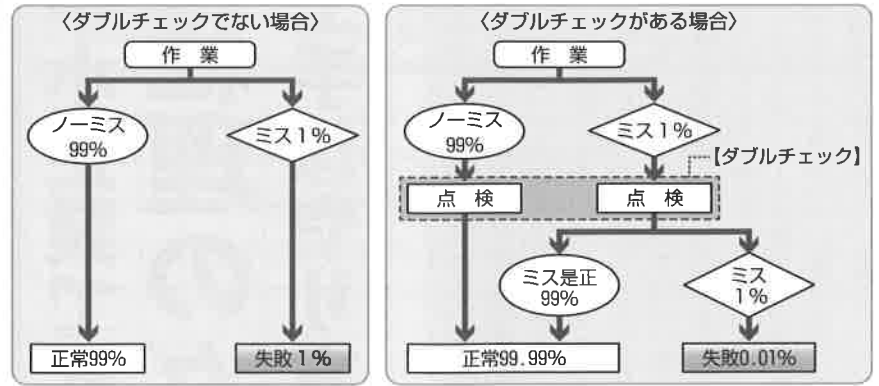 〈ダブルチェックでない場合〉
作 業
ノーミス
99%
ミス1%
正常99%
失敗1%
〈ダブルチェックがある場合〉
作 業
ノーミス
99%
ミス1%
【ダブルチェック】
点 検
点 検
ミス是正
99%
ミス
1%
正常99.99%
失敗0.01%